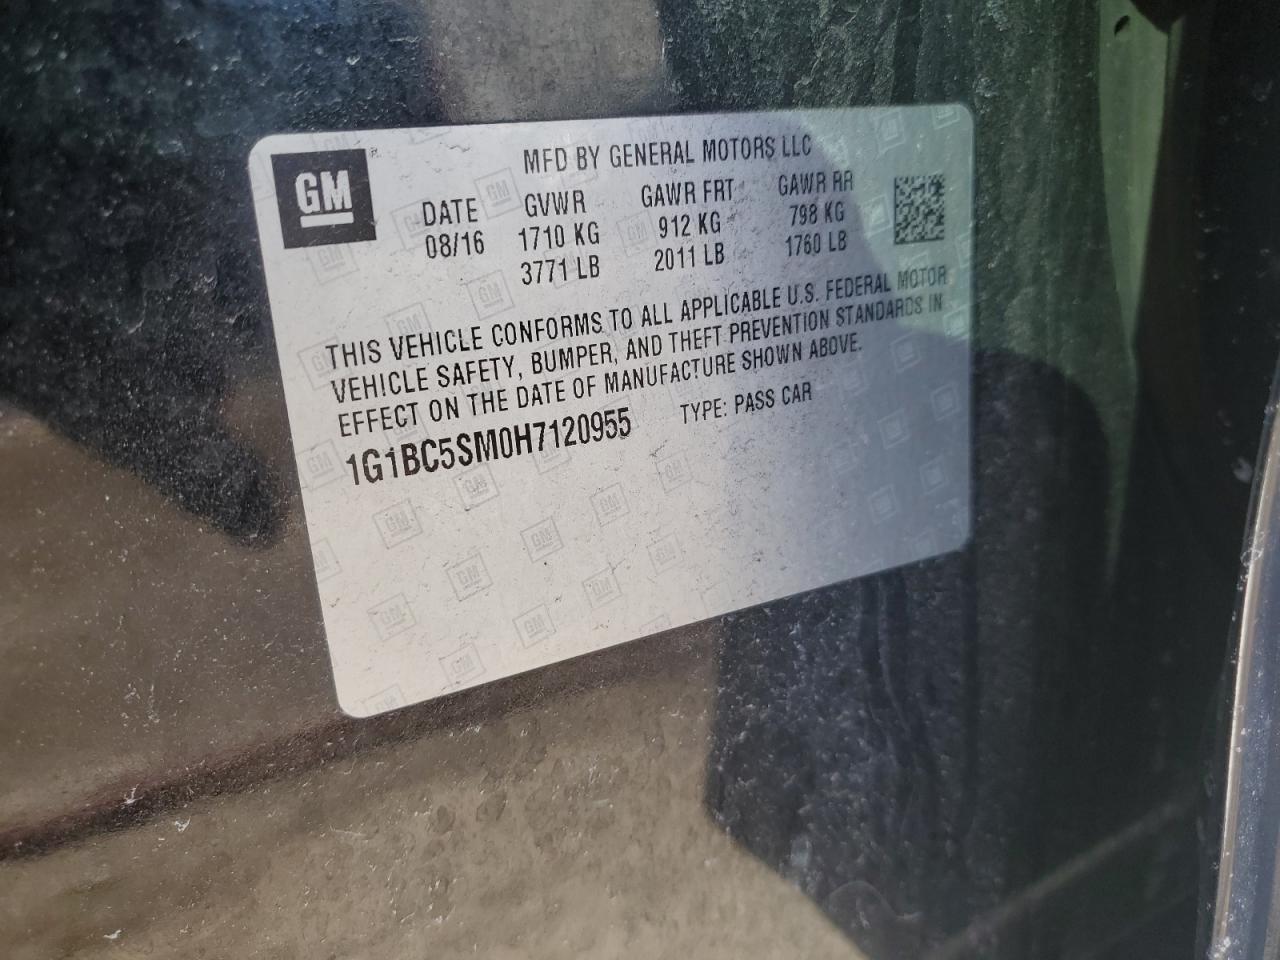 GM
MFD BY GENERAL MOTORS LLC
DATE GVWR GAWR FRT GAWR RR
08/16 1710 KG 912 KG 798 KG
3771 LB 2011 LB 1760 LB
THIS VEHICLE CONFORMS TO ALL APPLICABLE U.S. FEDERAL MOTOR
VEHICLE SAFETY, BUMPER, AND THEFT PREVENTION STANDARDS IN
EFFECT ON THE DATE OF MANUFACTURE SHOWN ABOVE.
1G1BC5SM0H7120955 TYPE: PASS CAR